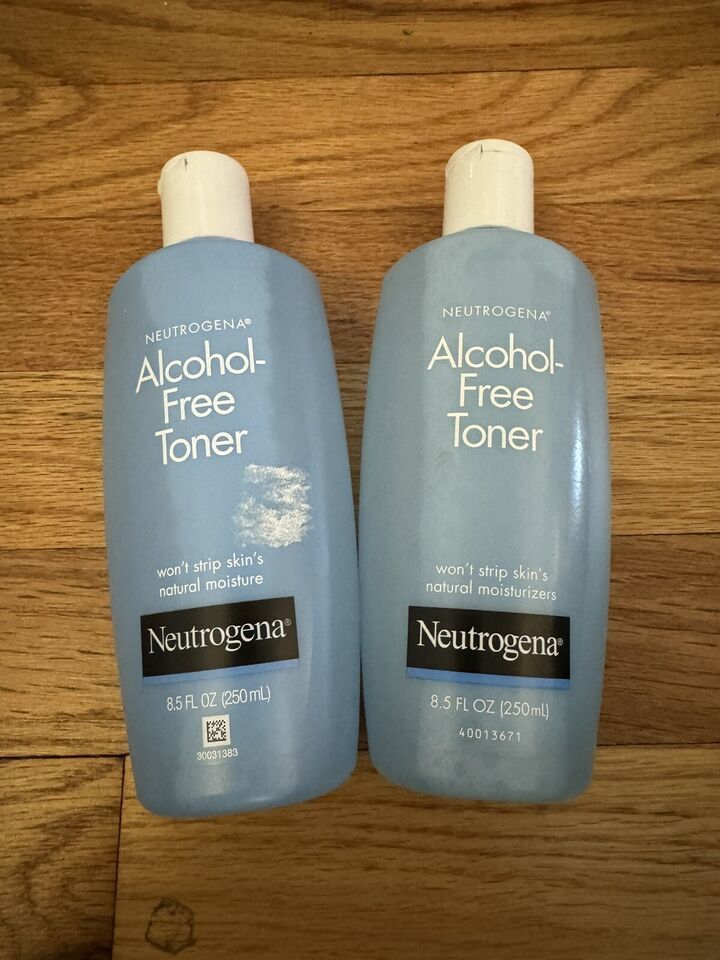 NEUTROGENA®
Alcohol-
Free
Toner
won't strip skin's
natural moisture
Neutrogena®
8.5 FL OZ (250 mL)
30031383
NEUTROGENA®
Alcohol-
Free
Toner
won't strip skin's
natural moisturizers
Neutrogena®
8.5 FL OZ (250mL)
40013671